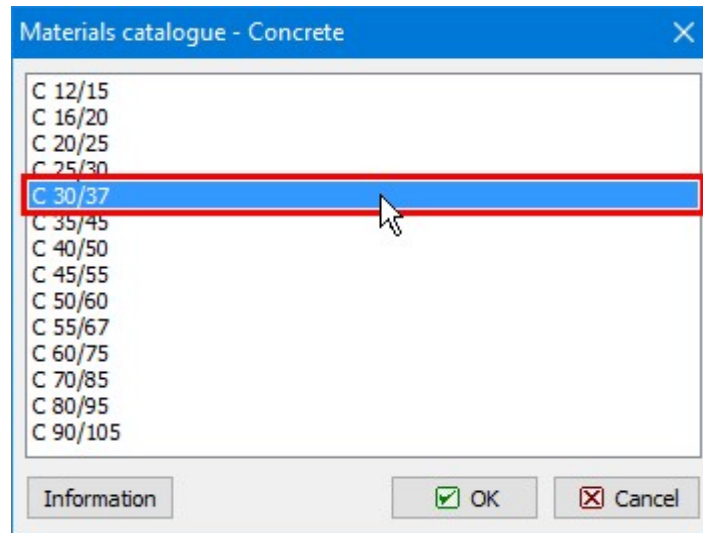 Materials catalogue - Concrete
C 12/15
C 16/20
C 20/25
C 25/30
C 30/37
C 35/45
C 40/50
C 45/55
C 50/60
C 55/67
C 60/75
C 70/85
C 80/95
C 90/105
Information OK Cancel